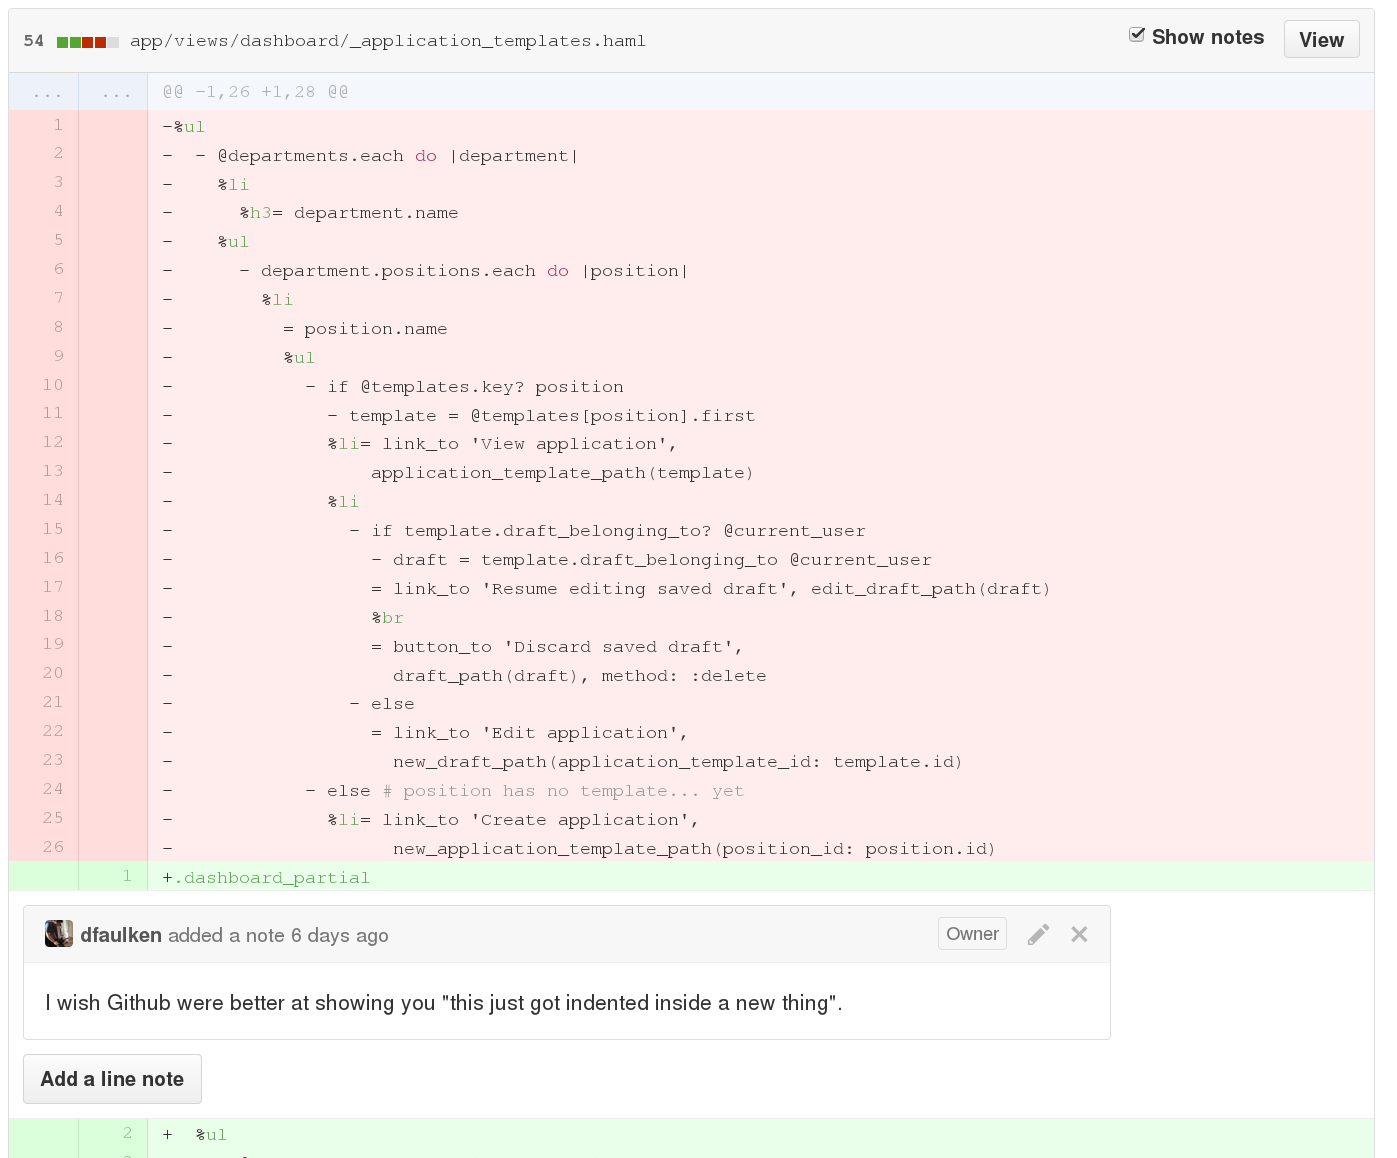 54 app/views/dashboard/_application_templates.haml Show notes View
... ... @@ -1,26 +1,28 @@
1 -%ul
2 -  - @departments.each do |department|
3 -    %li
4 -      %h3= department.name
5 -    %ul
6 -      - department.positions.each do |position|
7 -        %li
8 -          = position.name
9 -          %ul
10 -            - if @templates.key? position
11 -              - template = @templates[position].first
12 -              %li= link_to 'View application',
13 -                  application_template_path(template)
14 -              %li
15 -                - if template.draft_belonging_to? @current_user
16 -                  - draft = template.draft_belonging_to @current_user
17 -                  = link_to 'Resume editing saved draft', edit_draft_path(draft)
18 -                  %br
19 -                  = button_to 'Discard saved draft',
20 -                    draft_path(draft), method: :delete
21 -                - else
22 -                  = link_to 'Edit application',
23 -                    new_draft_path(application_template_id: template.id)
24 -            - else # position has no template... yet
25 -              %li= link_to 'Create application',
26 -                    new_application_template_path(position_id: position.id)
1 +.dashboard_partial
dfaulken added a note 6 days ago Owner
I wish Github were better at showing you "this just got indented inside a new thing".
Add a line note
2 +  %ul